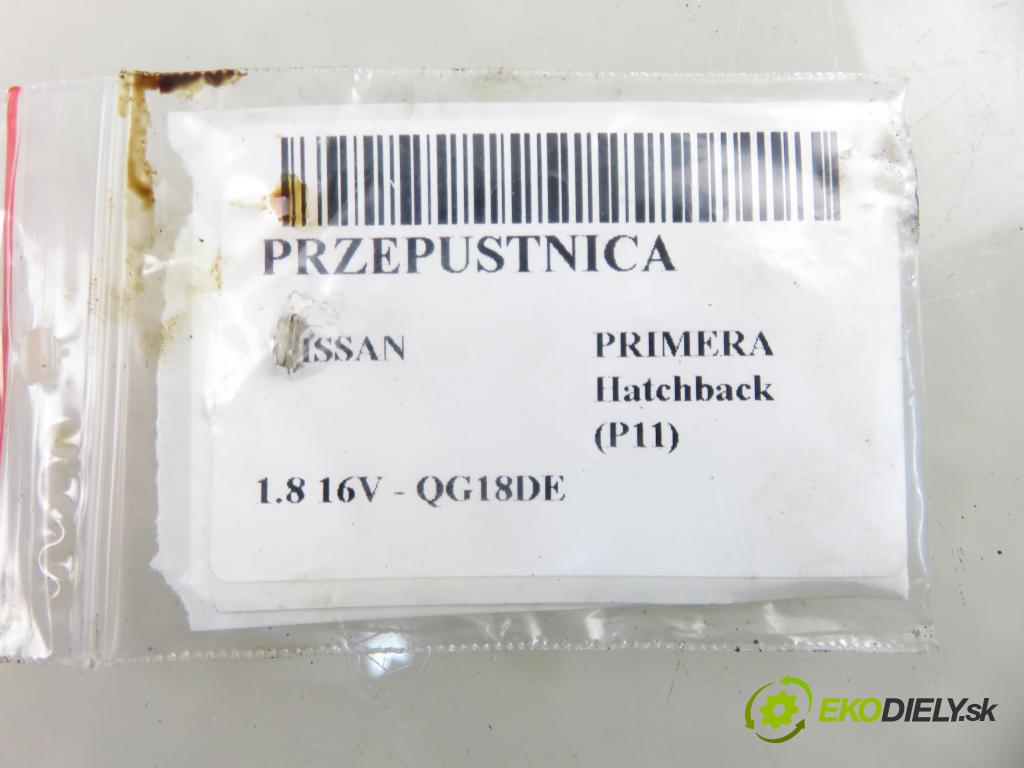 PRZEPUSTNICA
ISSAN PRIMERA
Hatchback
(P11)
1.8 16V - QG18DE
EKODIELY.sk